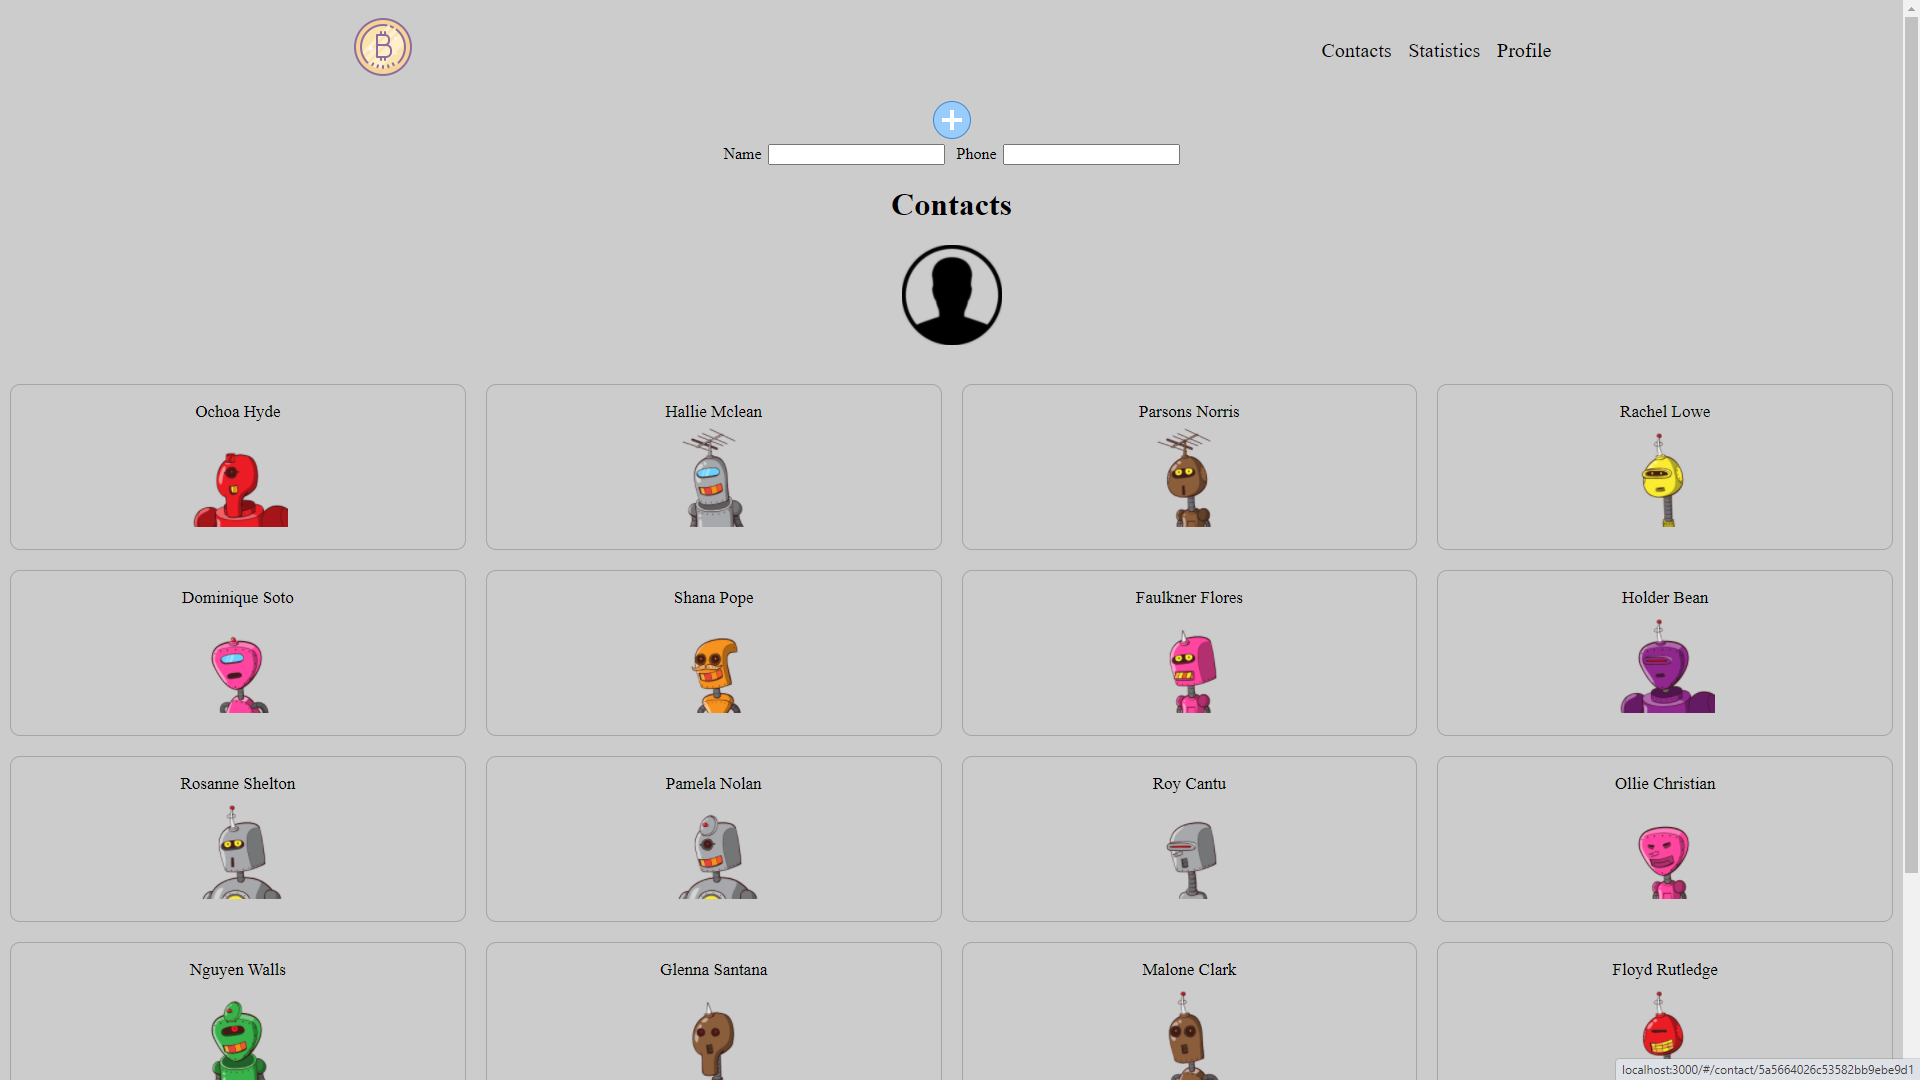 Contacts Statistics Profile
Name Phone
Contacts
Ochoa Hyde
Hallie Mclean
Parsons Norris
Rachel Lowe
Dominique Soto
Shana Pope
Faulkner Flores
Holder Bean
Rosanne Shelton
Pamela Nolan
Roy Cantu
Ollie Christian
Nguyen Walls
Glenna Santana
Malone Clark
Floyd Rutledge
localhost:3000/#/contact/5a5664026c53582bb9ebe9d1